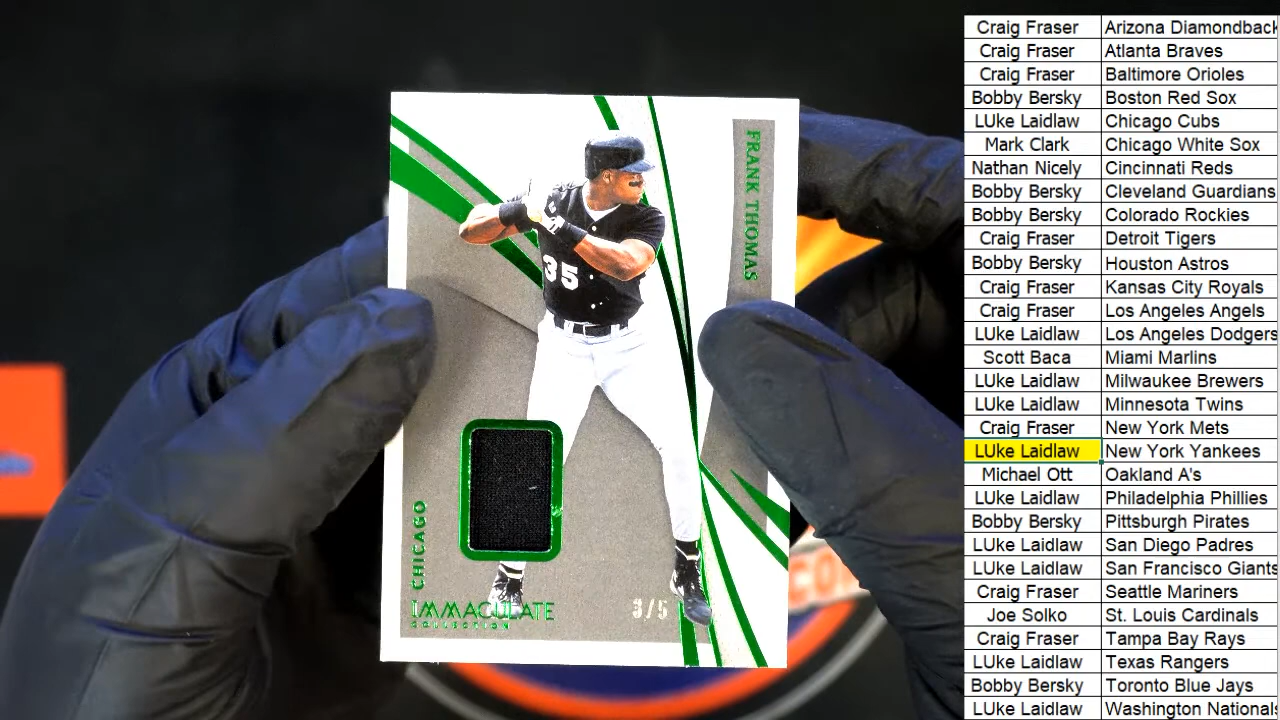 FRANK THOMAS
35
CHICAGO
IMMACULATE
COLLECTION
3/5
Craig Fraser Arizona Diamondback
Craig Fraser Atlanta Braves
Craig Fraser Baltimore Orioles
Bobby Bersky Boston Red Sox
LUke Laidlaw Chicago Cubs
Mark Clark Chicago White Sox
Nathan Nicely Cincinnati Reds
Bobby Bersky Cleveland Guardians
Bobby Bersky Colorado Rockies
Craig Fraser Detroit Tigers
Bobby Bersky Houston Astros
Craig Fraser Kansas City Royals
Craig Fraser Los Angeles Angels
LUke Laidlaw Los Angeles Dodgers
Scott Baca Miami Marlins
LUke Laidlaw Milwaukee Brewers
LUke Laidlaw Minnesota Twins
Craig Fraser New York Mets
LUke Laidlaw New York Yankees
Michael Ott Oakland A's
LUke Laidlaw Philadelphia Phillies
Bobby Bersky Pittsburgh Pirates
LUke Laidlaw San Diego Padres
LUke Laidlaw San Francisco Giants
Craig Fraser Seattle Mariners
Joe Solko St. Louis Cardinals
Craig Fraser Tampa Bay Rays
LUke Laidlaw Texas Rangers
Bobby Bersky Toronto Blue Jays
LUke Laidlaw Washington Nationals